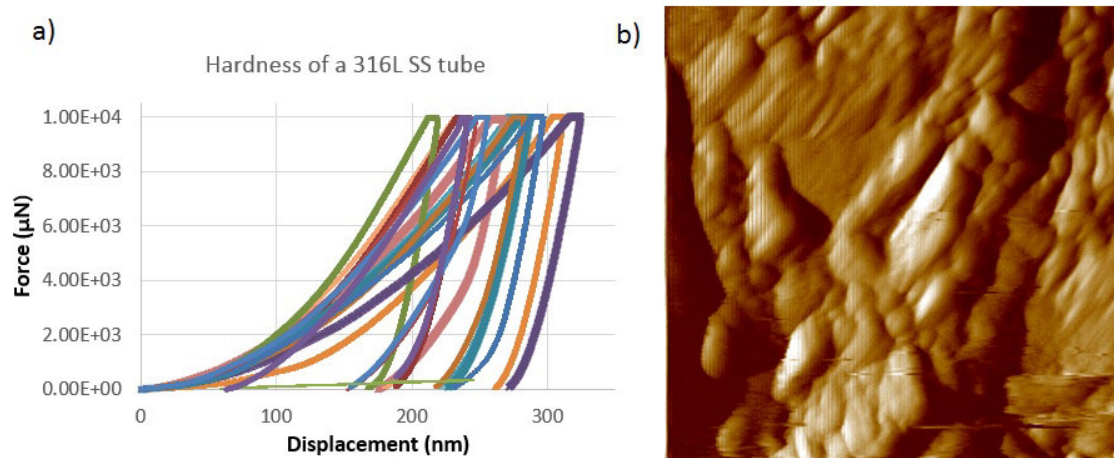 a)
b)
Hardness of a 316L SS tube
1.00E+04
8.00E+03
6.00E+03
4.00E+03
2.00E+03
0.00E+00
Force (µN)
0 100 200 300
Displacement (nm)